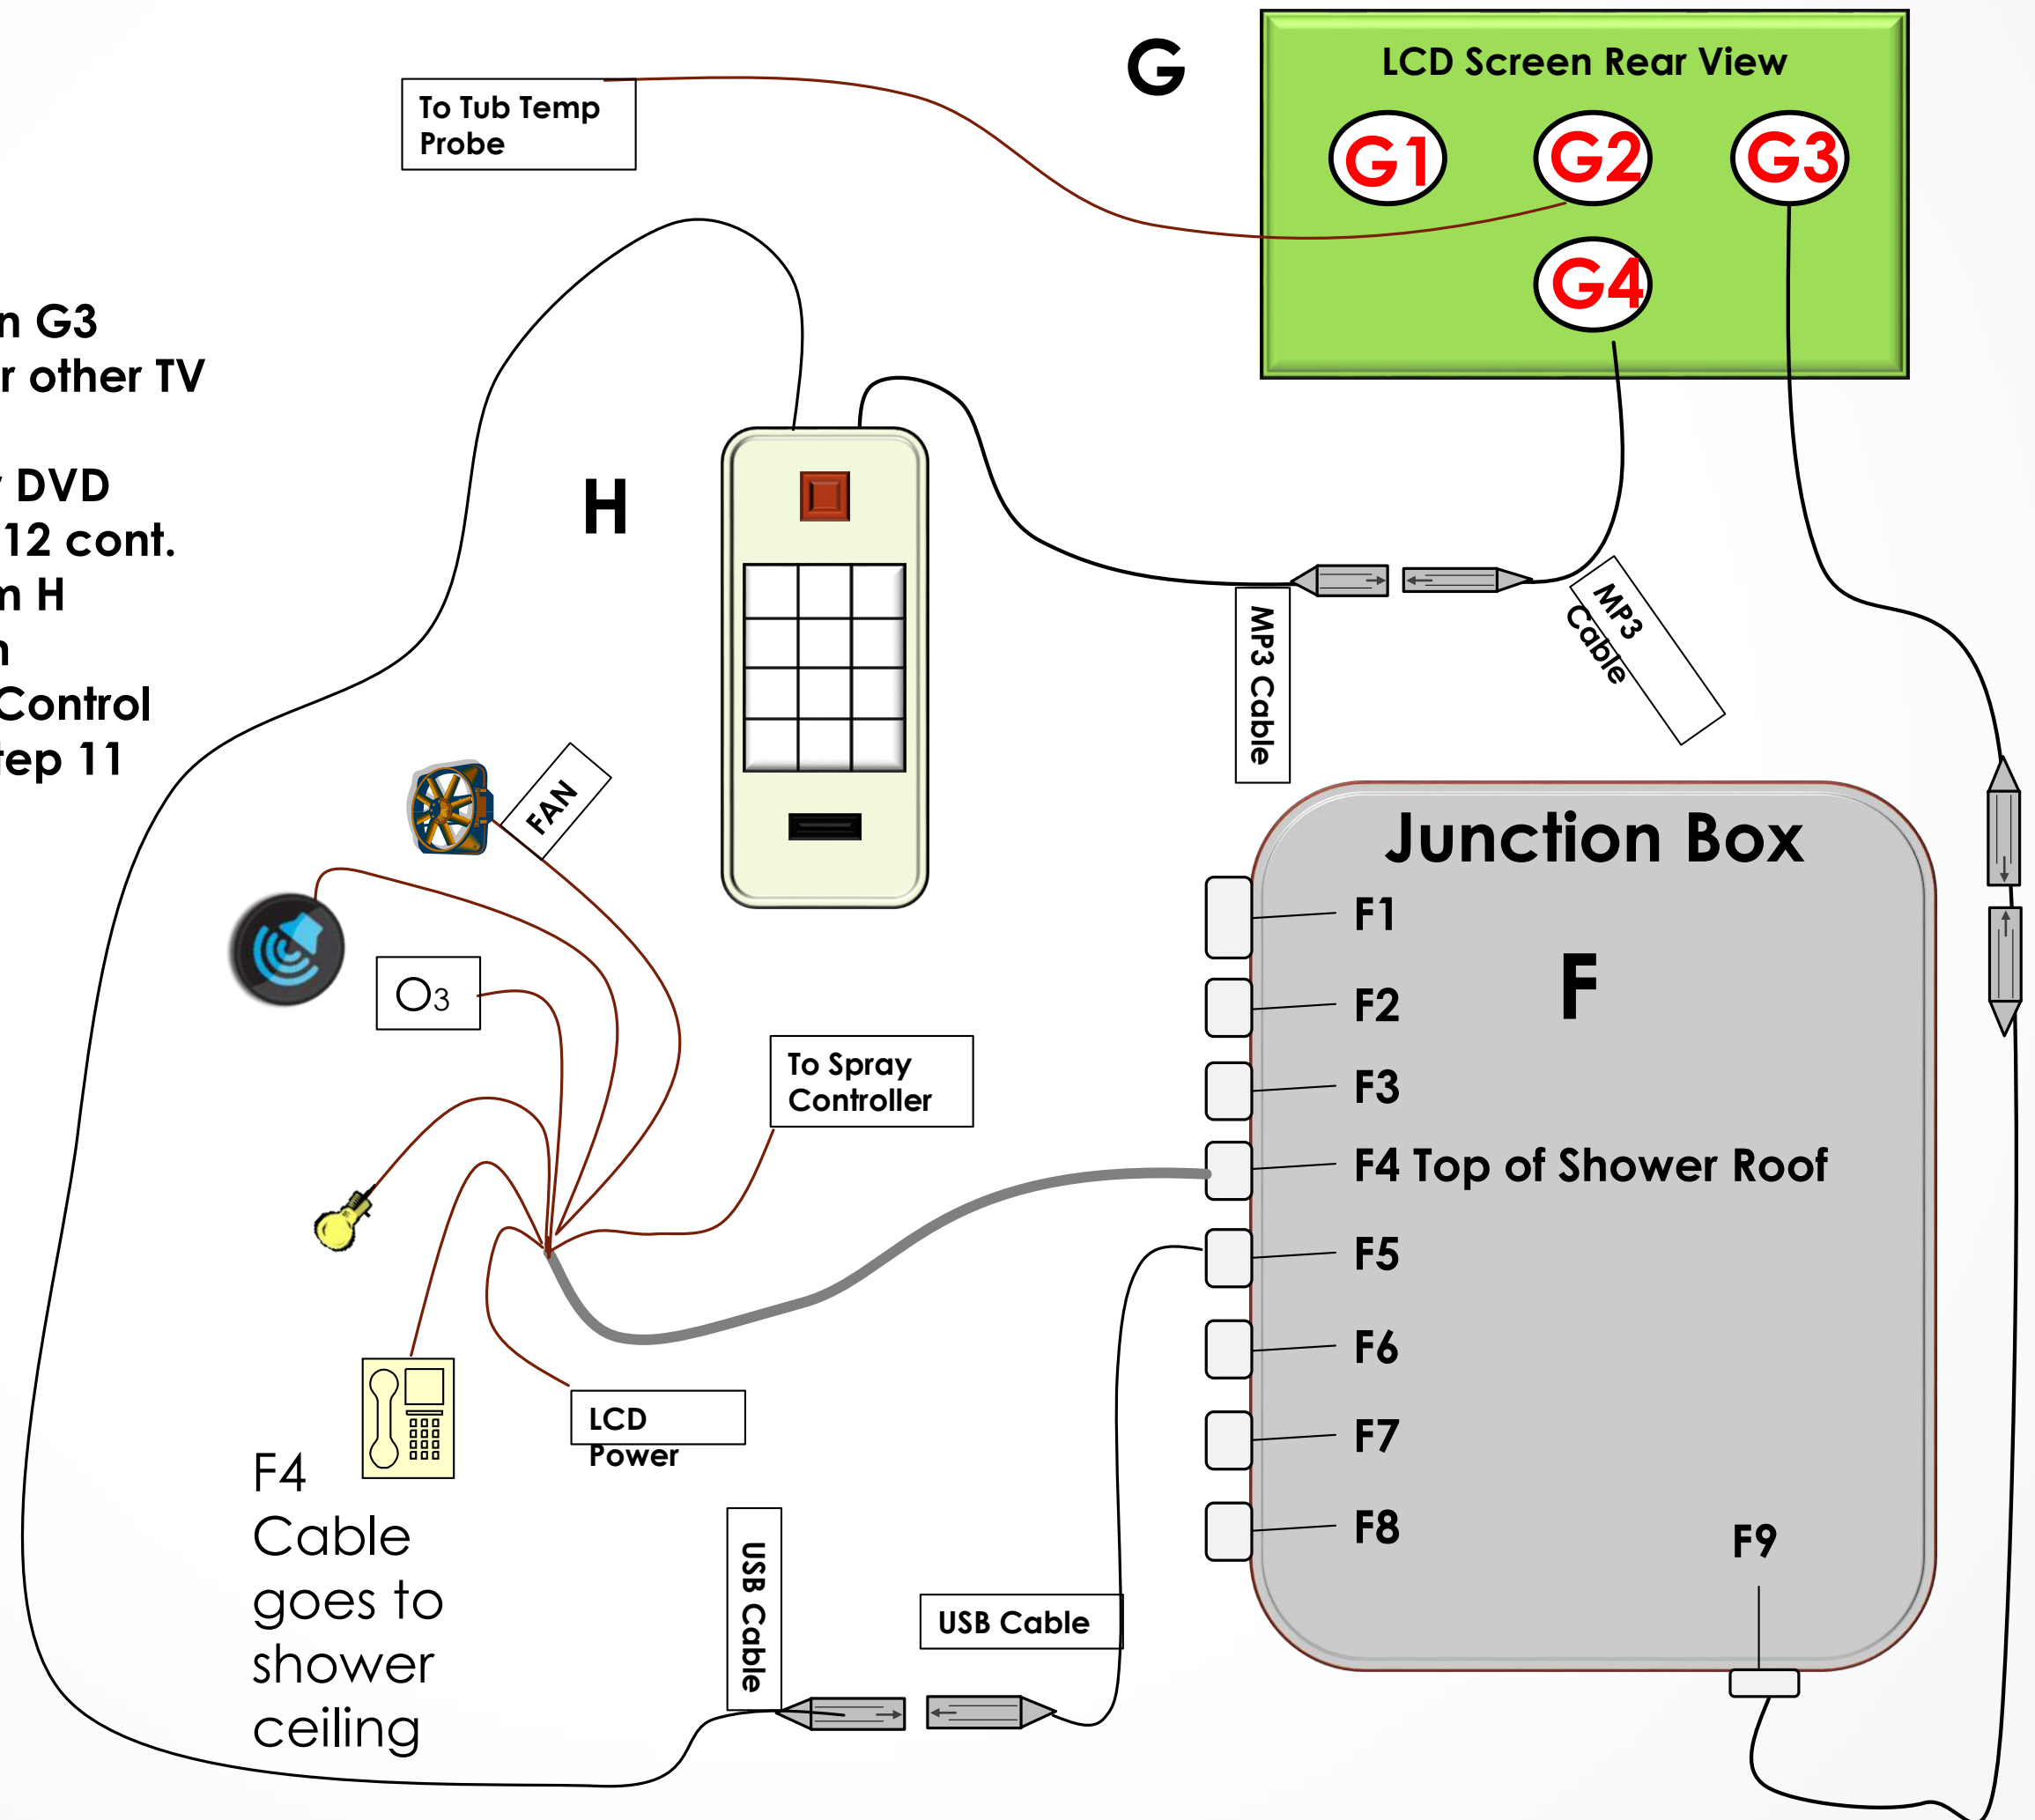 G
LCD Screen Rear View
G1
G2
G3
G4
To Tub Temp
Probe
n G3
r other TV
DVD
12 cont.
m H
n
Control
tep 11
H
MP3 Cable
MP3
Cable
FAN
O3
To Spray
Controller
LCD
Power
F4
Cable
goes to
shower
ceiling
USB Cable
USB Cable
Junction Box
F
F1
F2
F3
F4 Top of Shower Roof
F5
F6
F7
F8
F9